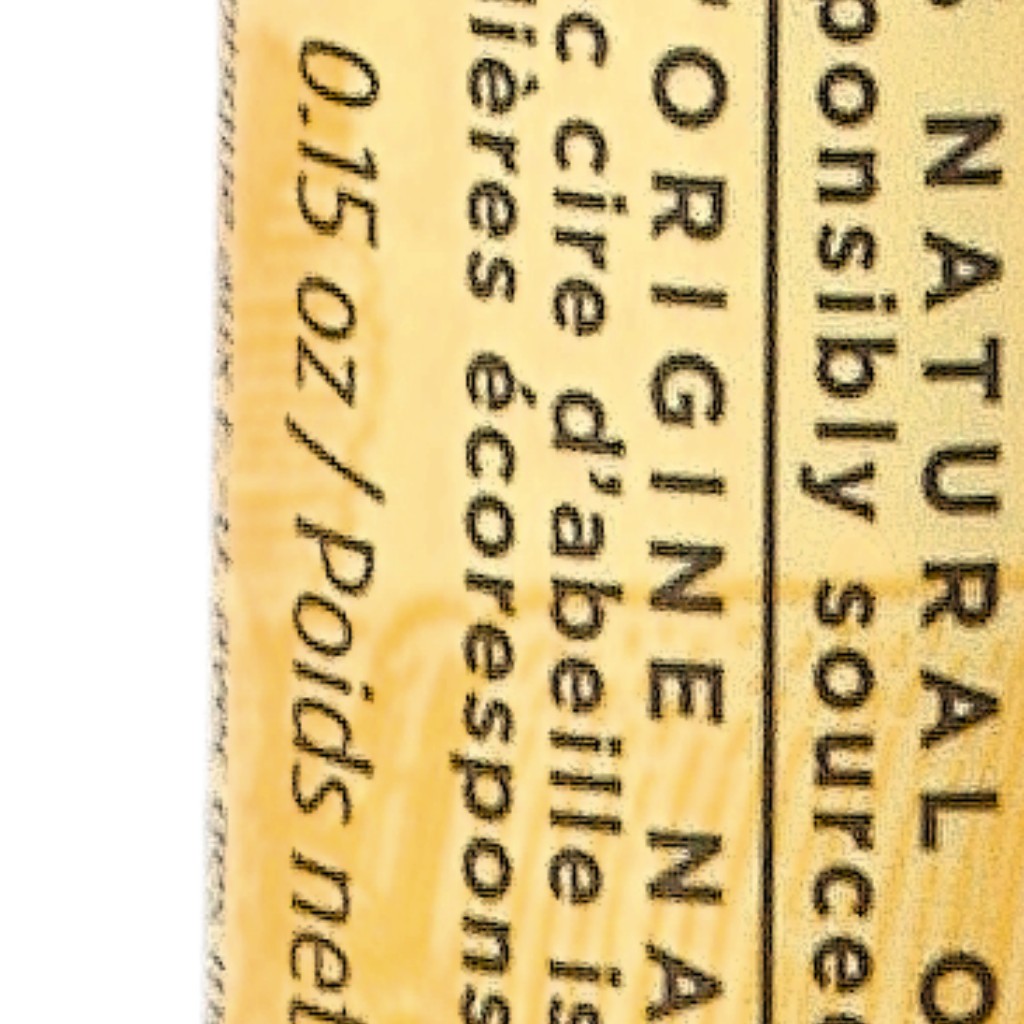 NATURAL O
ponsibly source
ORIGINE NA
c cire d'abeille is
ières écorespons
0.15 oz / Poids net